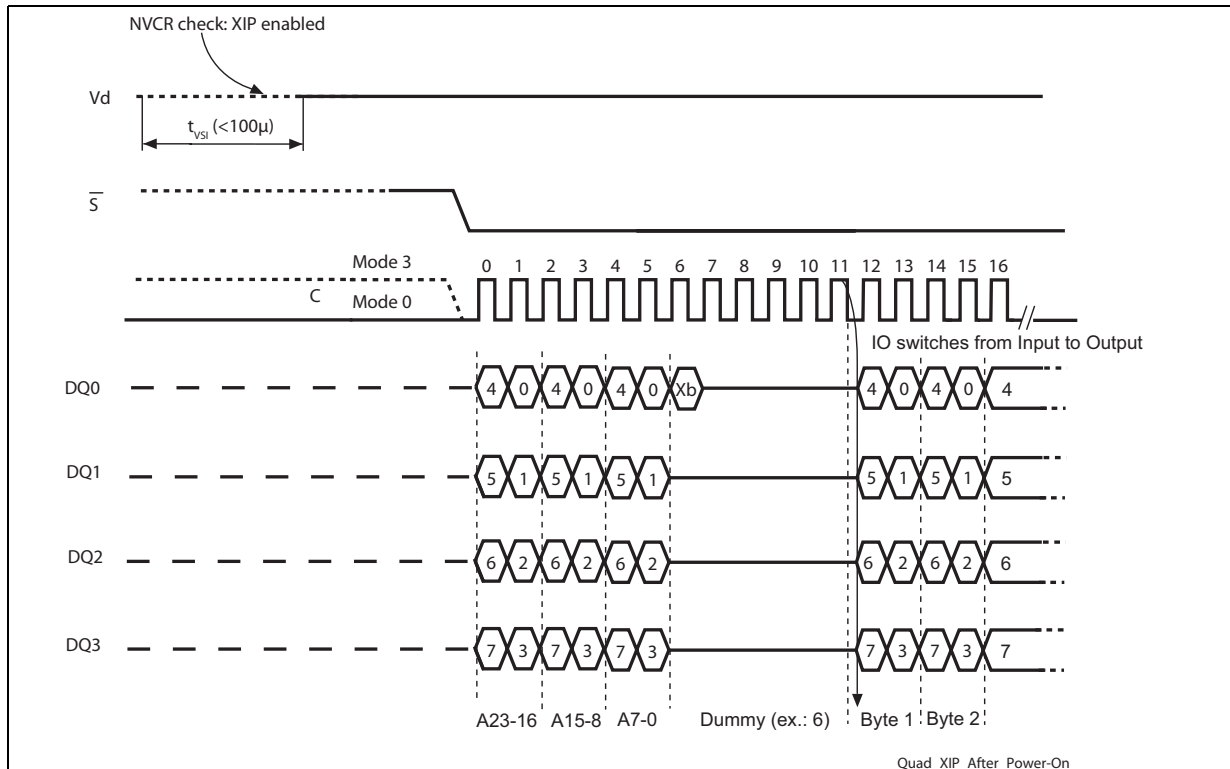 NVCR check: XIP enabled
Vd
tVSI (<100μ)
S
Mode 3
C
Mode 0
0 1 2 3 4 5 6 7 8 9 10 11 12 13 14 15 16
IO switches from Input to Output
DQ0
4 0 4 0 4 0 Xb 4 0 4 0 4
DQ1
5 1 5 1 5 1 5 1 5 1 5
DQ2
6 2 6 2 6 2 6 2 6 2 6
DQ3
7 3 7 3 7 3 7 3 7 3 7
A23-16 A15-8 A7-0 Dummy (ex.: 6) Byte 1 Byte 2
Quad XIP After Power-On